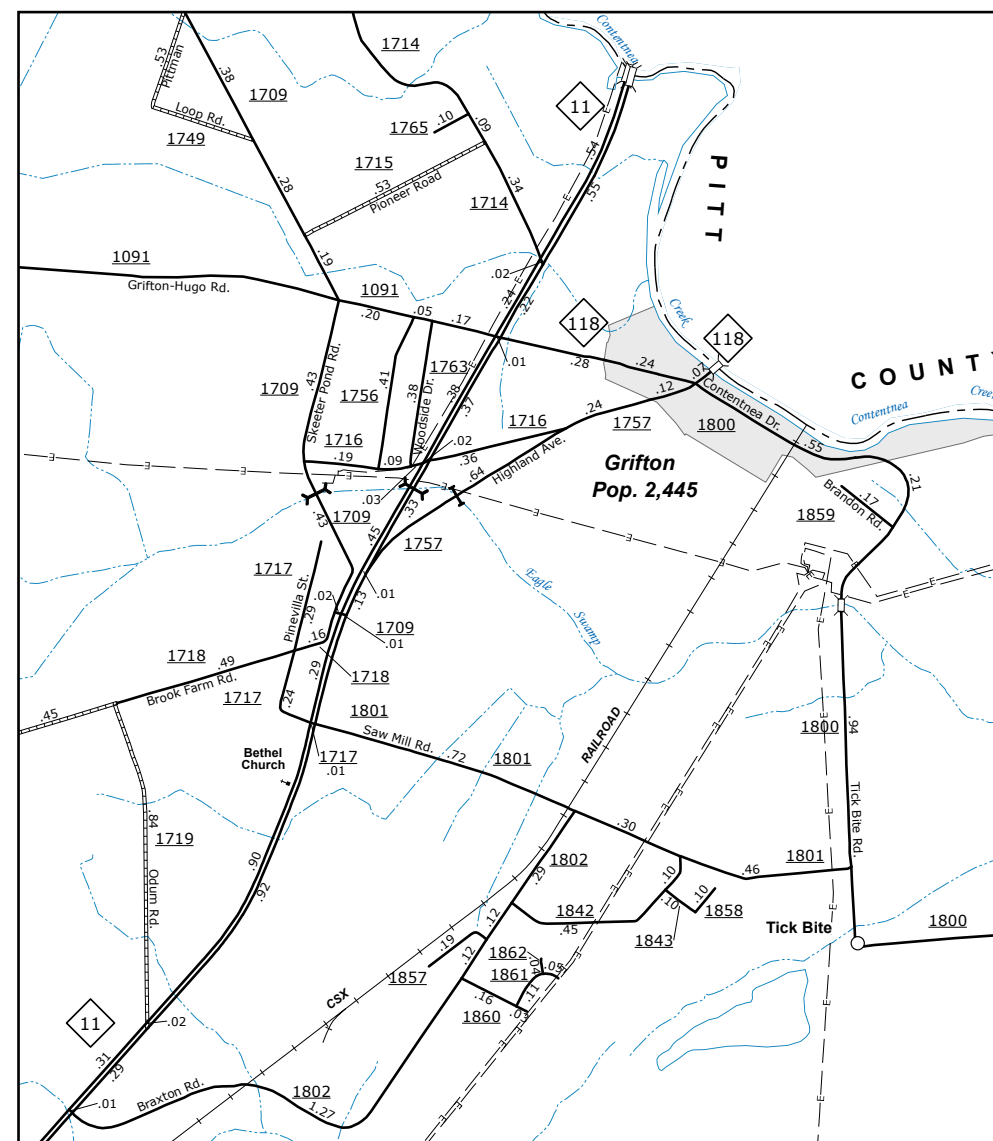 Contentnea
1714
.53
Pittman
.38
1709
11
Loop Rd.
1749
1765
.10
.09
E
.54
.55
1715
.53
Pioneer Road
.28
.34
1714
PITT
.19
1091
Grifton-Hugo Rd.
.02
E
1091
.20
.05
.17
.24
.22
118
Creek
118
.01
.28
.24
.07
COUNTY
1709
.43
Skeeter Pond Rd.
1756
.41
1763
.38
Woodside Dr.
E
.38
.37
.12
Contentnea Dr.
Contentnea
Creek
1716
.24
1757
1800
.55
1716
.19
.09
.02
.36
.64
Highland Ave.
E
E
E
E
Grifton
Pop. 2,445
.21
.17
Brandon Rd.
1859
.03
.33
.43
1709
.45
1757
E
E
1717
Pinevilla St.
.29
.02
.13
.01
Eagle
Swamp
E
E
E
.16
1709
.01
1718
.49
Brook Farm Rd.
.29
1718
1717
.24
1801
.45
Saw Mill Rd.
.72
1801
RAILROAD
1800
.94
Bethel
Church
1717
.01
E
Tick Bite Rd.
.84
1719
Odum Rd.
.90
.92
.30
1802
.29
.46
1801
.10
.10
.10
1858
1843
1842
.45
.12
E
Tick Bite
1800
.19
1857
.12
1862
.04
.05
1861
.11
.16
1860
.03
CSX
11
.02
.31
.29
.01
Braxton Rd.
1802
1.27
E
E